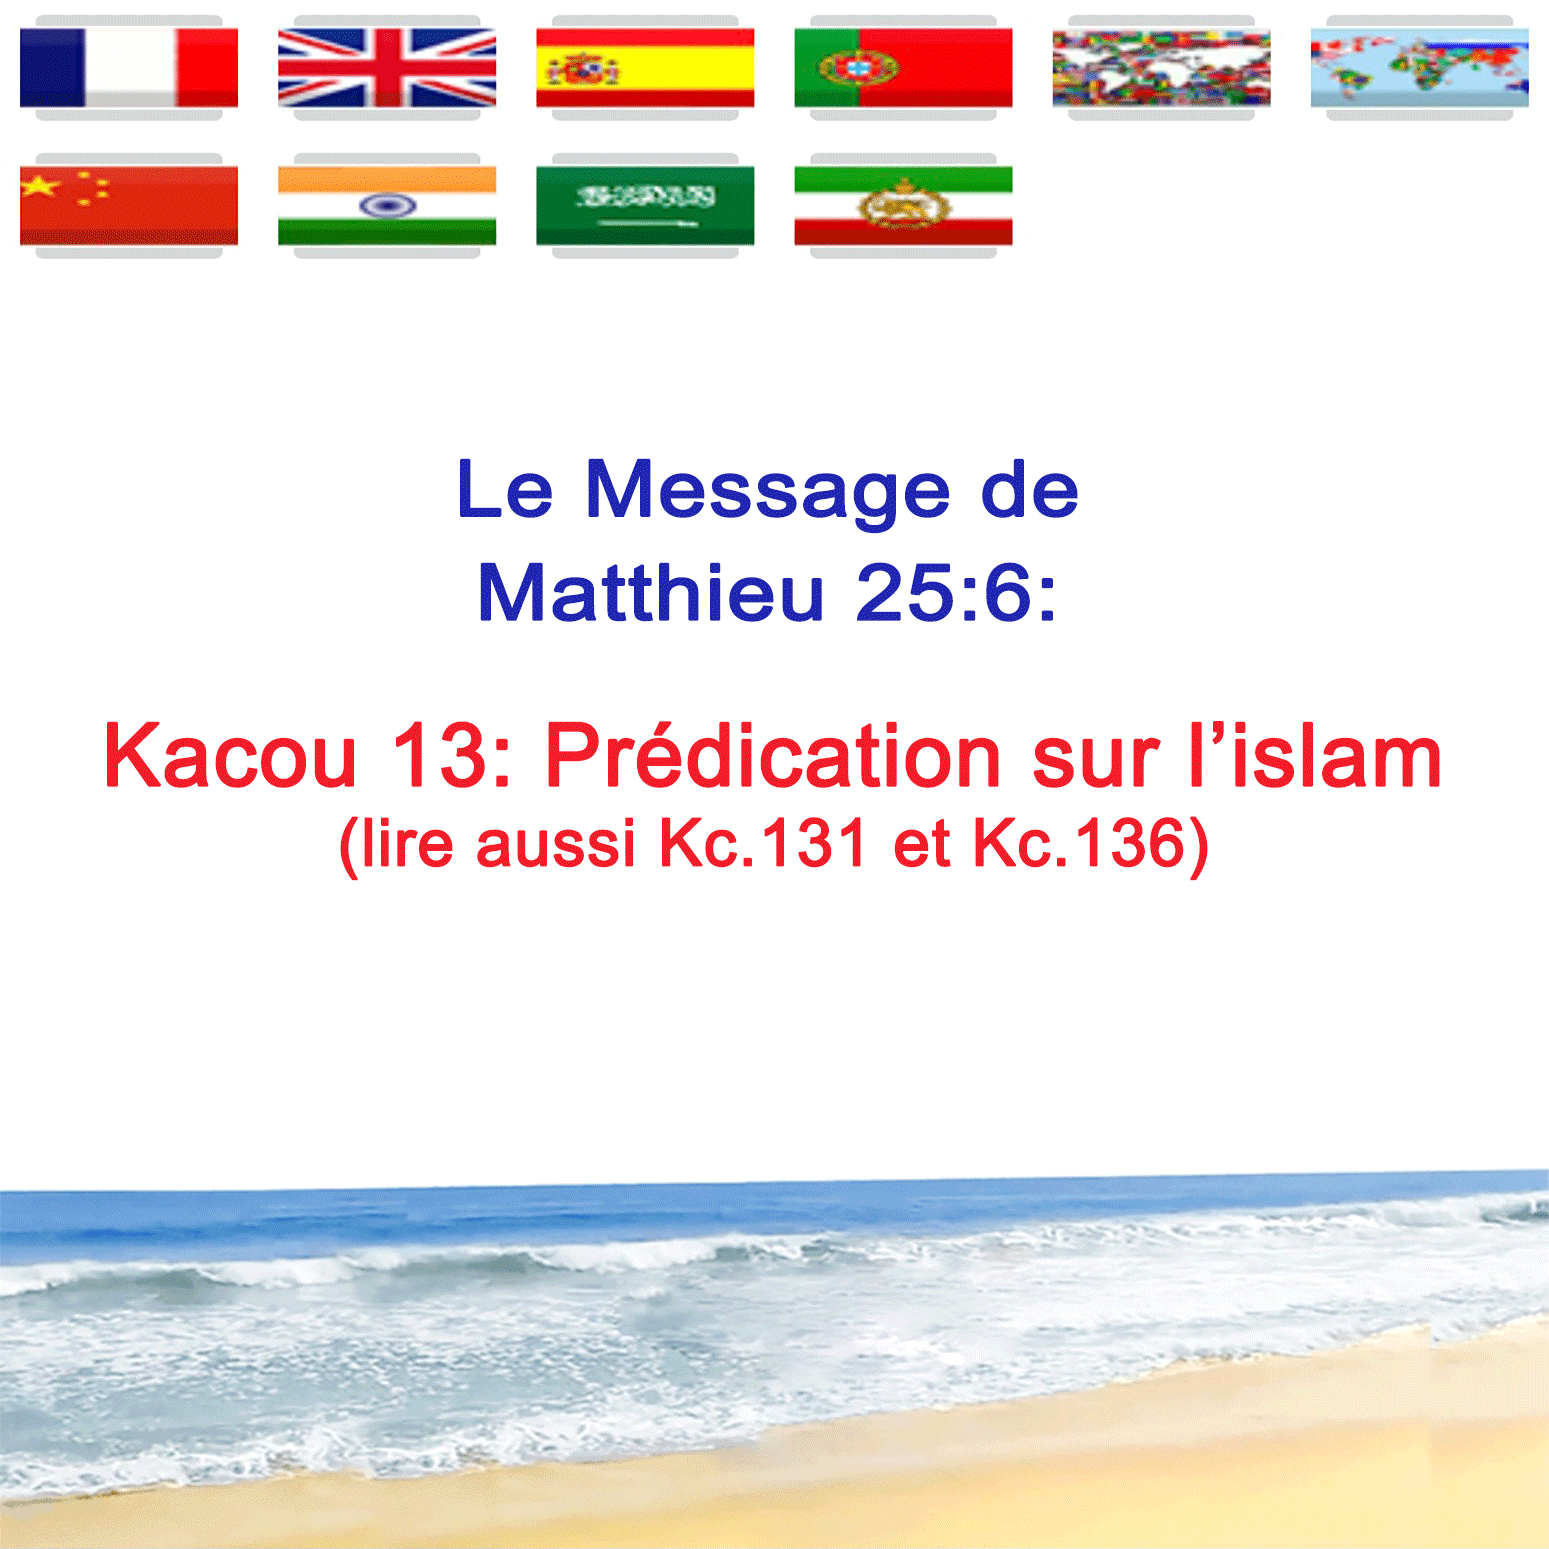 Le Message de
Matthieu 25:6:
Kacou 13: Prédication sur l’islam
(lire aussi Kc.131 et Kc.136)